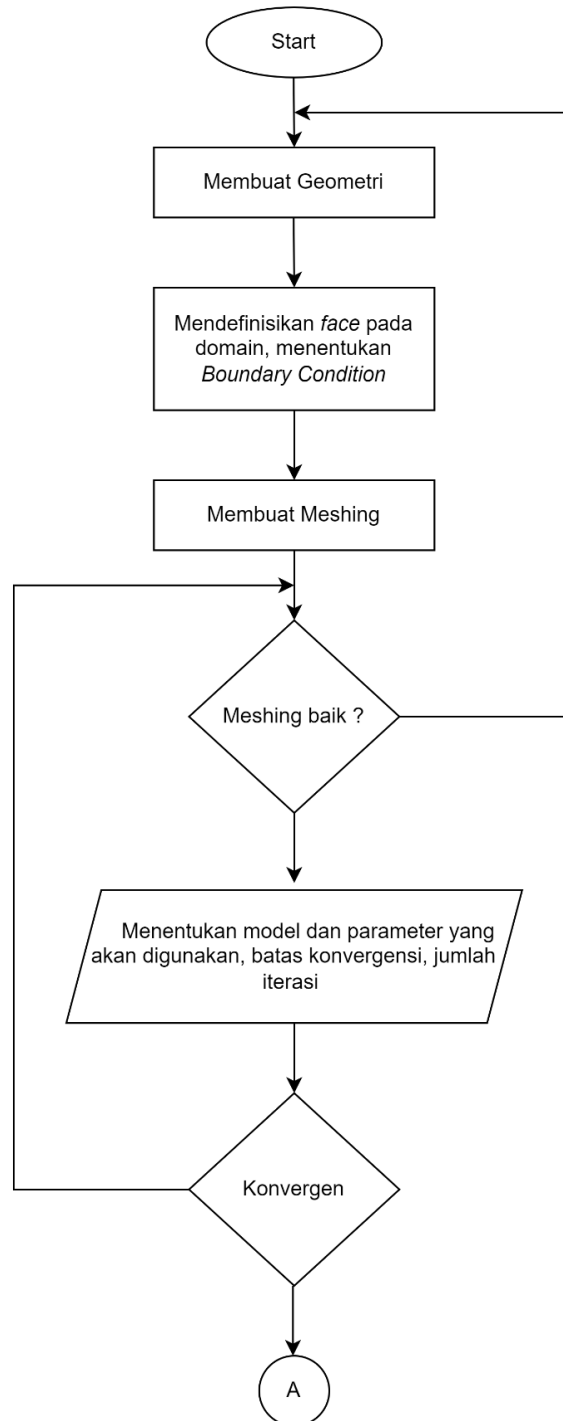 Start
Membuat Geometri
Mendefinisikan face pada
domain, menentukan
Boundary Condition
Membuat Meshing
Meshing baik ?
Menentukan model dan parameter yang
akan digunakan, batas konvergensi, jumlah
iterasi
Konvergen
A